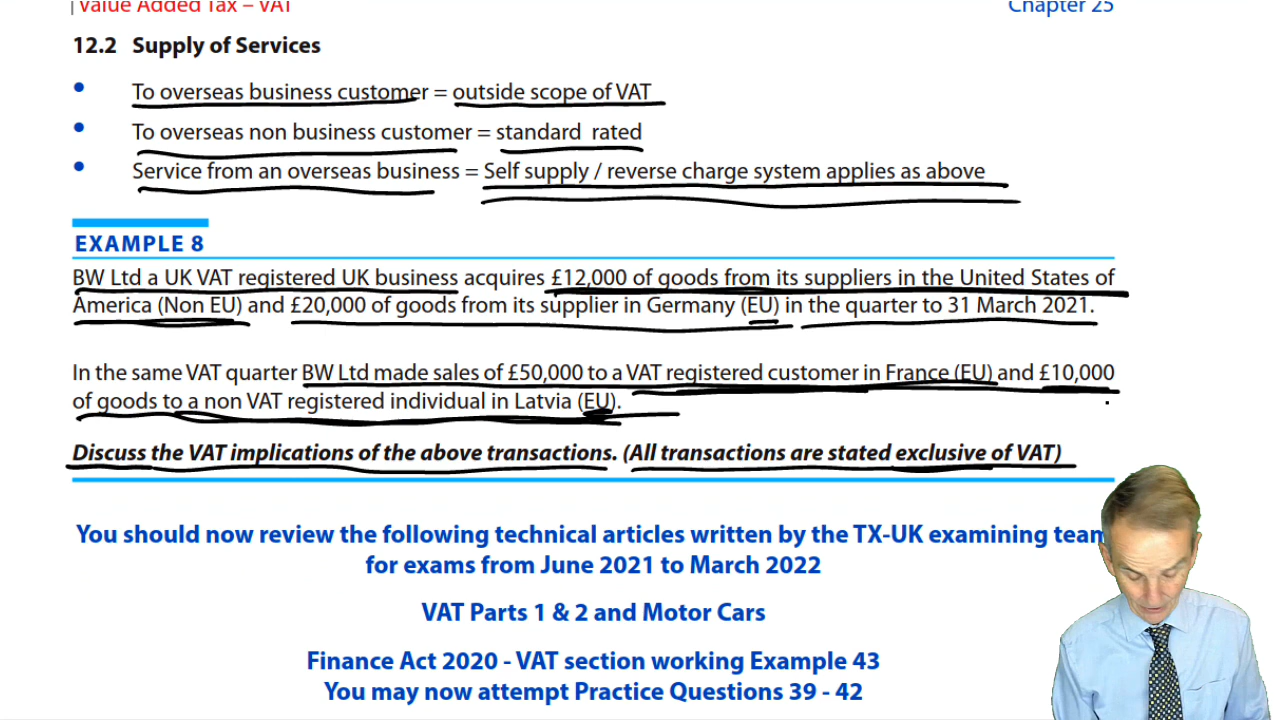 Value Added Tax – VAT
Chapter 25
12.2 Supply of Services
• To overseas business customer = outside scope of VAT
• To overseas non business customer = standard rated
• Service from an overseas business = Self supply / reverse charge system applies as above
EXAMPLE 8
BW Ltd a UK VAT registered UK business acquires £12,000 of goods from its suppliers in the United States of
America (Non EU) and £20,000 of goods from its supplier in Germany (EU) in the quarter to 31 March 2021.
In the same VAT quarter BW Ltd made sales of £50,000 to a VAT registered customer in France (EU) and £10,000
of goods to a non VAT registered individual in Latvia (EU).
Discuss the VAT implications of the above transactions. (All transactions are stated exclusive of VAT)
You should now review the following technical articles written by the TX-UK examining team
for exams from June 2021 to March 2022
VAT Parts 1 & 2 and Motor Cars
Finance Act 2020 - VAT section working Example 43
You may now attempt Practice Questions 39 - 42